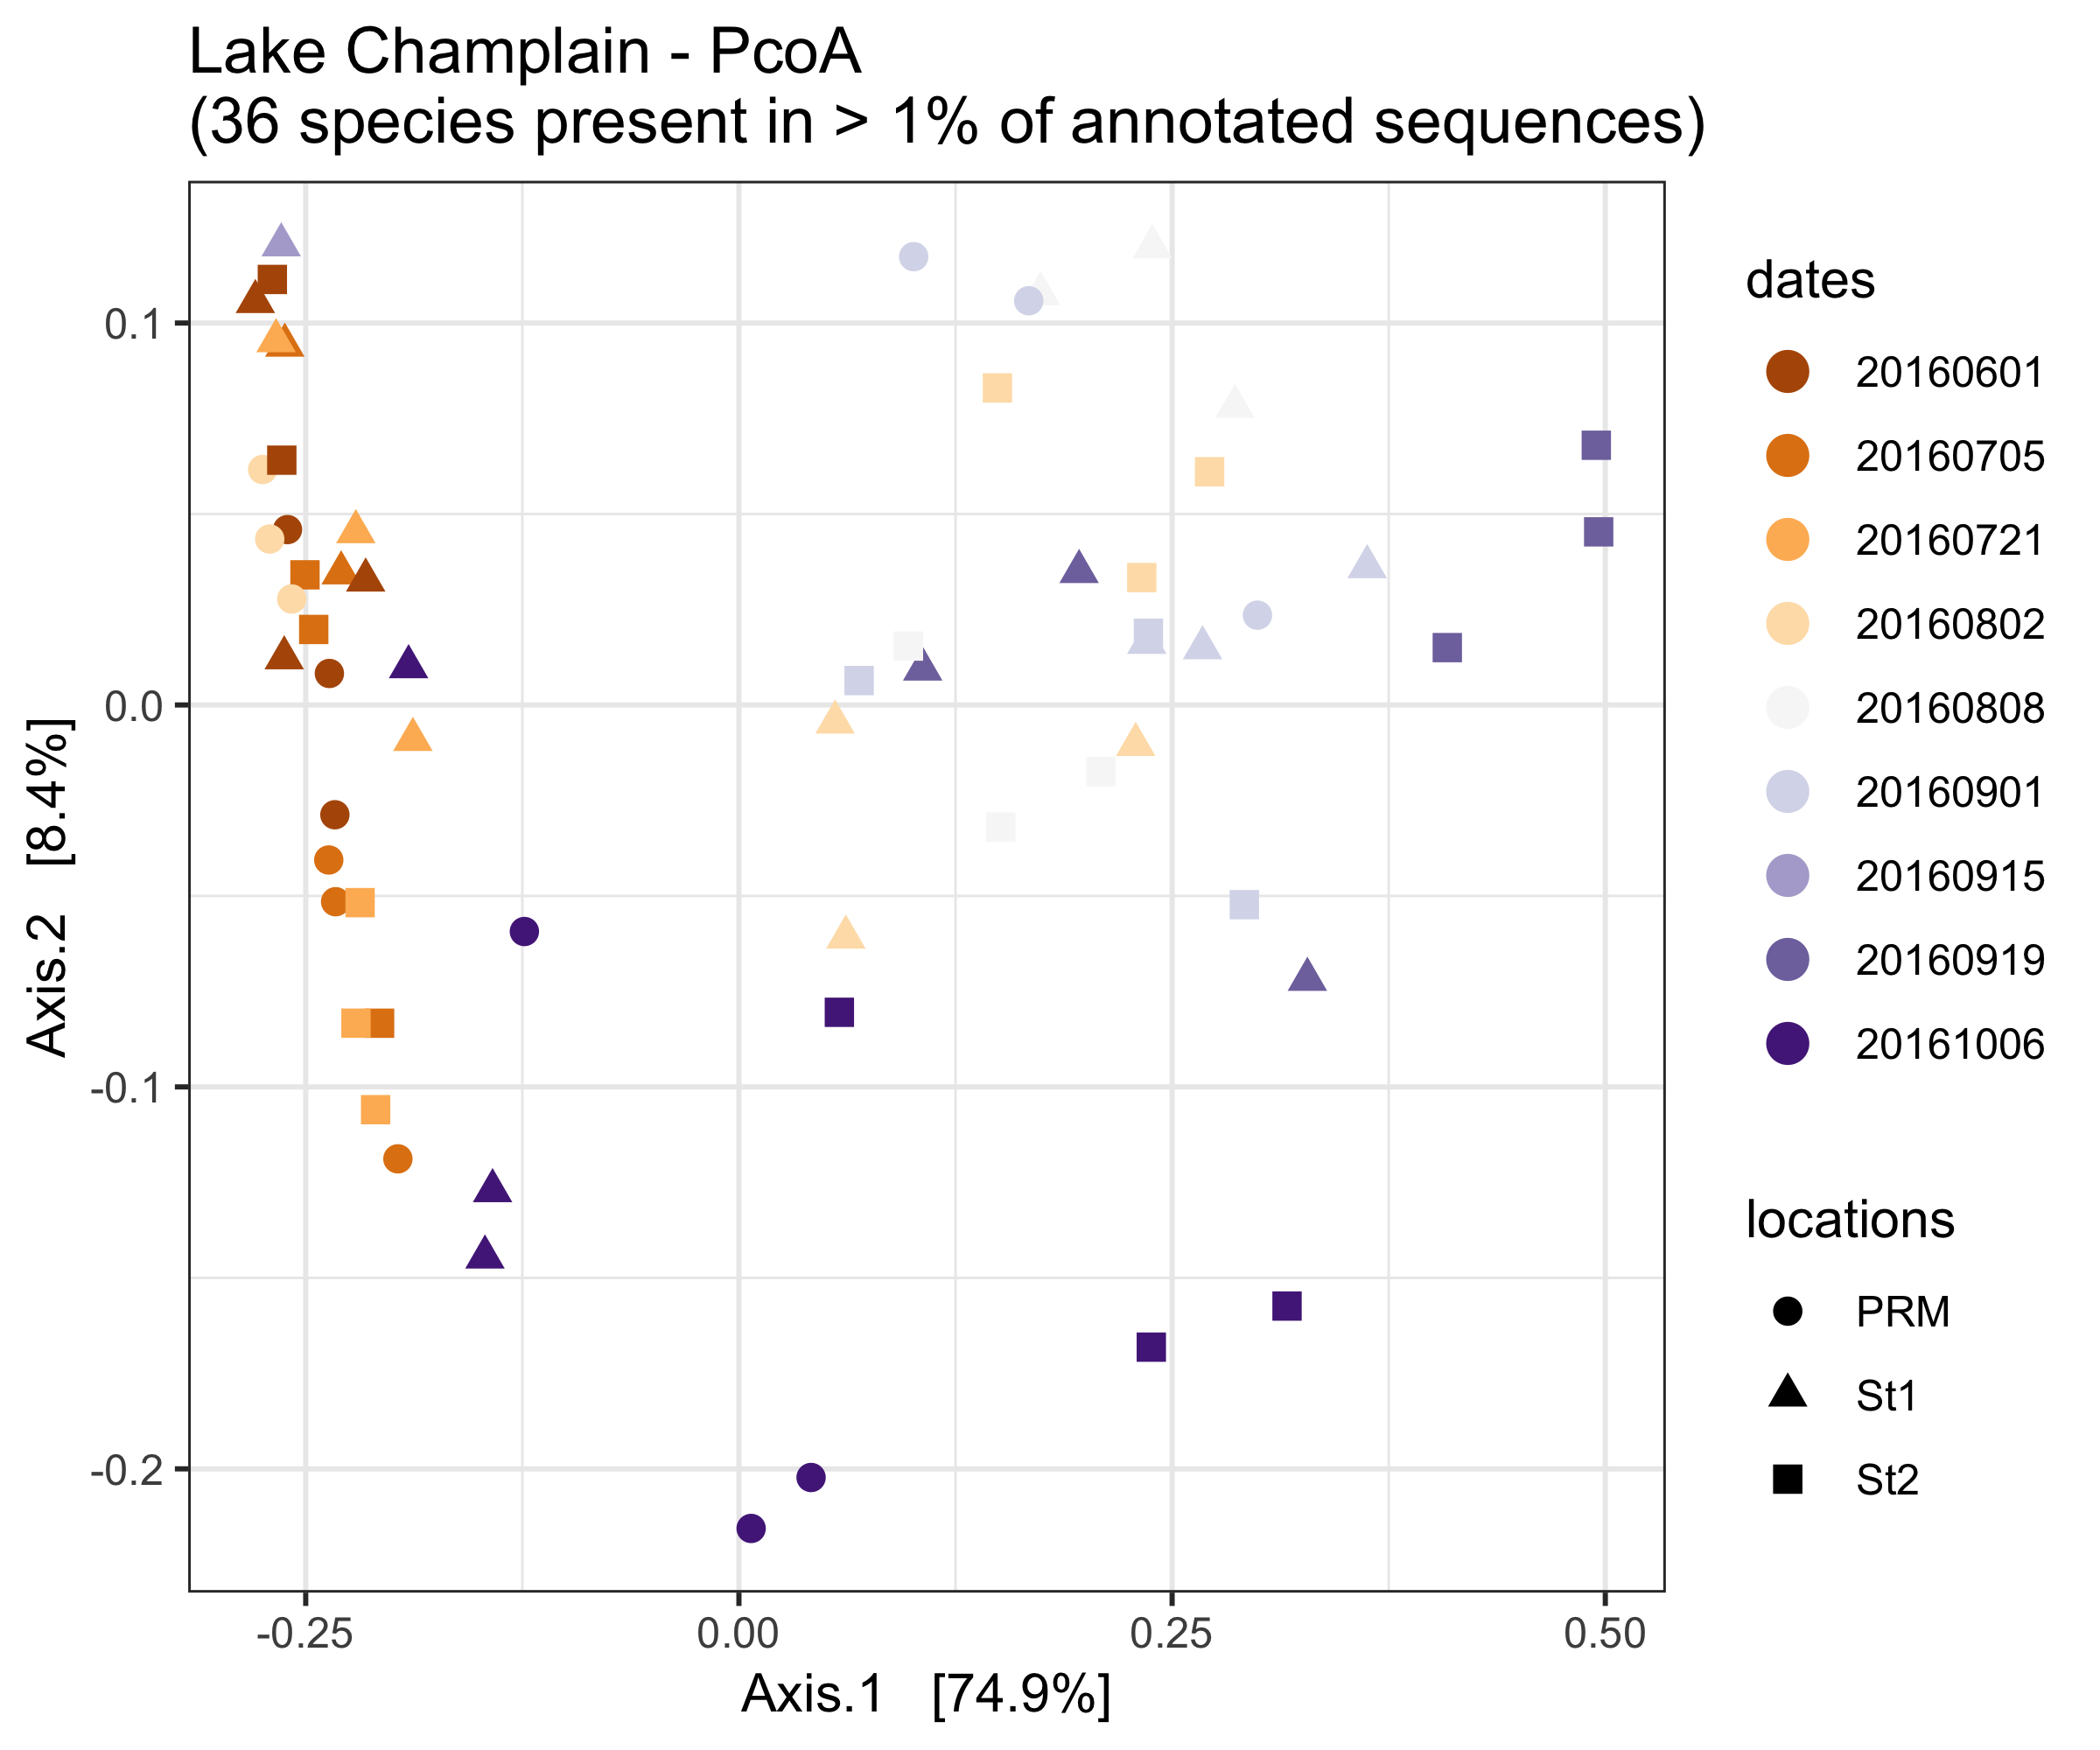 Lake Champlain - PcoA
(36 species present in > 1% of annotated sequences)
0.1
0.0
-0.1
-0.2
Axis.2 [8.4%]
-0.25
0.00
0.25
0.50
Axis.1 [74.9%]
dates
20160601
20160705
20160721
20160802
20160808
20160901
20160915
20160919
20161006
locations
PRM
St1
St2